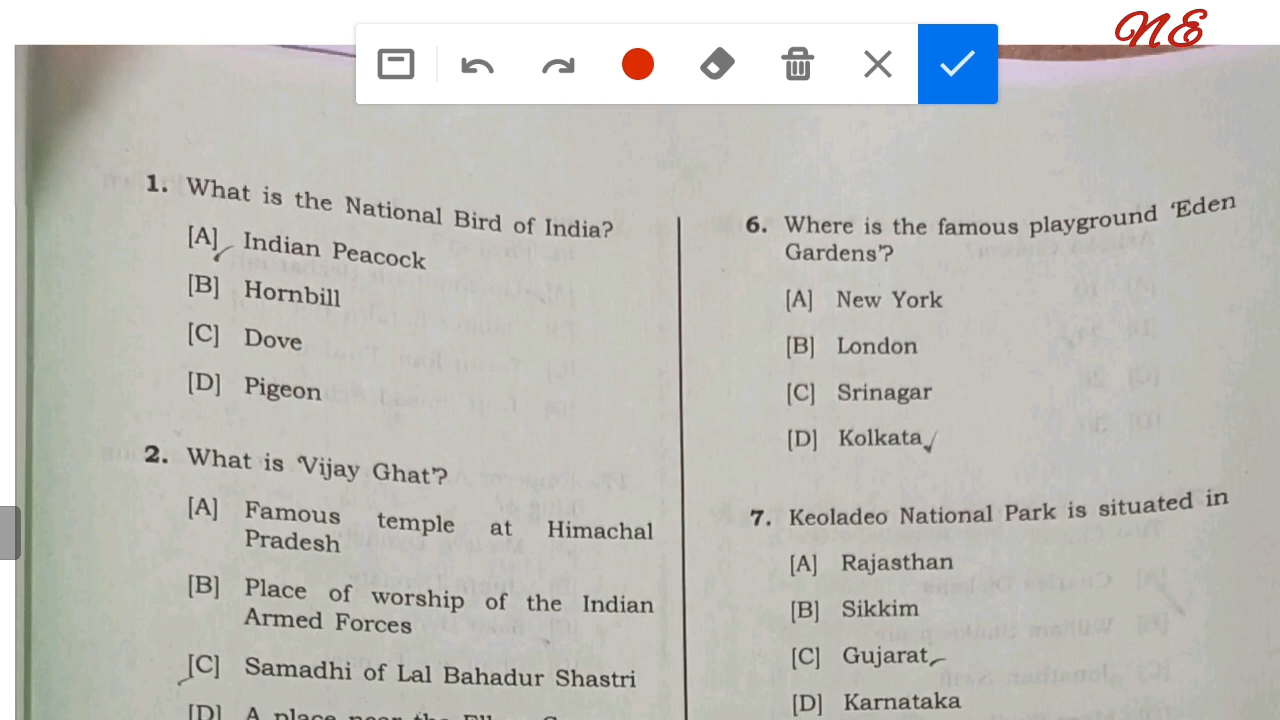 NE
1. What is the National Bird of India?
[A] Indian Peacock
[B] Hornbill
[C] Dove
[D] Pigeon
2. What is 'Vijay Ghat'?
[A] Famous temple at Himachal
Pradesh
[B] Place of worship of the Indian
Armed Forces
[C] Samadhi of Lal Bahadur Shastri
[D] A place near the
6. Where is the famous playground 'Eden
Gardens'?
[A] New York
[B] London
[C] Srinagar
[D] Kolkata
7. Keoladeo National Park is situated in
[A] Rajasthan
[B] Sikkim
[C] Gujarat
[D] Karnataka